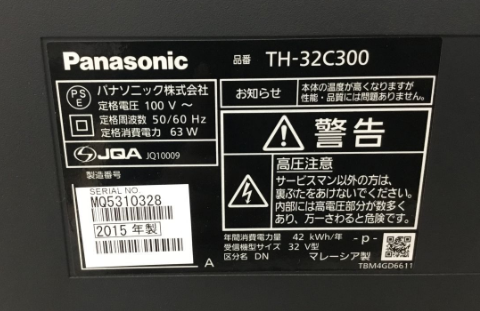 Panasonic 品番 TH-32C300
PS
E
パナソニック株式会社
定格電圧 100 V ～
定格周波数 50/60 Hz
定格消費電力 63 W
JQA JQ10009
製造番号
SERIAL NO.
MQ5310328
2015 年製
A
お知らせ
本体の温度が高くなりますが
性能・品質には問題ありません。
警告
高圧注意
サービスマン以外の方は、
裏ぶたをあけないでください。
内部には高電圧部分が数多く
あり、万一さわると危険です。
年間消費電力量 42 kWh/年
受信機型サイズ 32 V型
区分名 DN
-p-
マレーシア製
TBM4GD6611